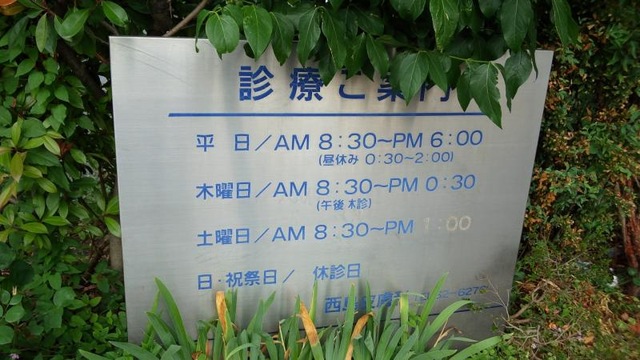 診療ご案内
平 日/AM 8:30~PM 6:00
(昼休み 0:30~2:00)
木曜日/AM 8:30~PM 0:30
(午後 休診)
土曜日/AM 8:30~PM 1:00
日・祝祭日/ 休診日